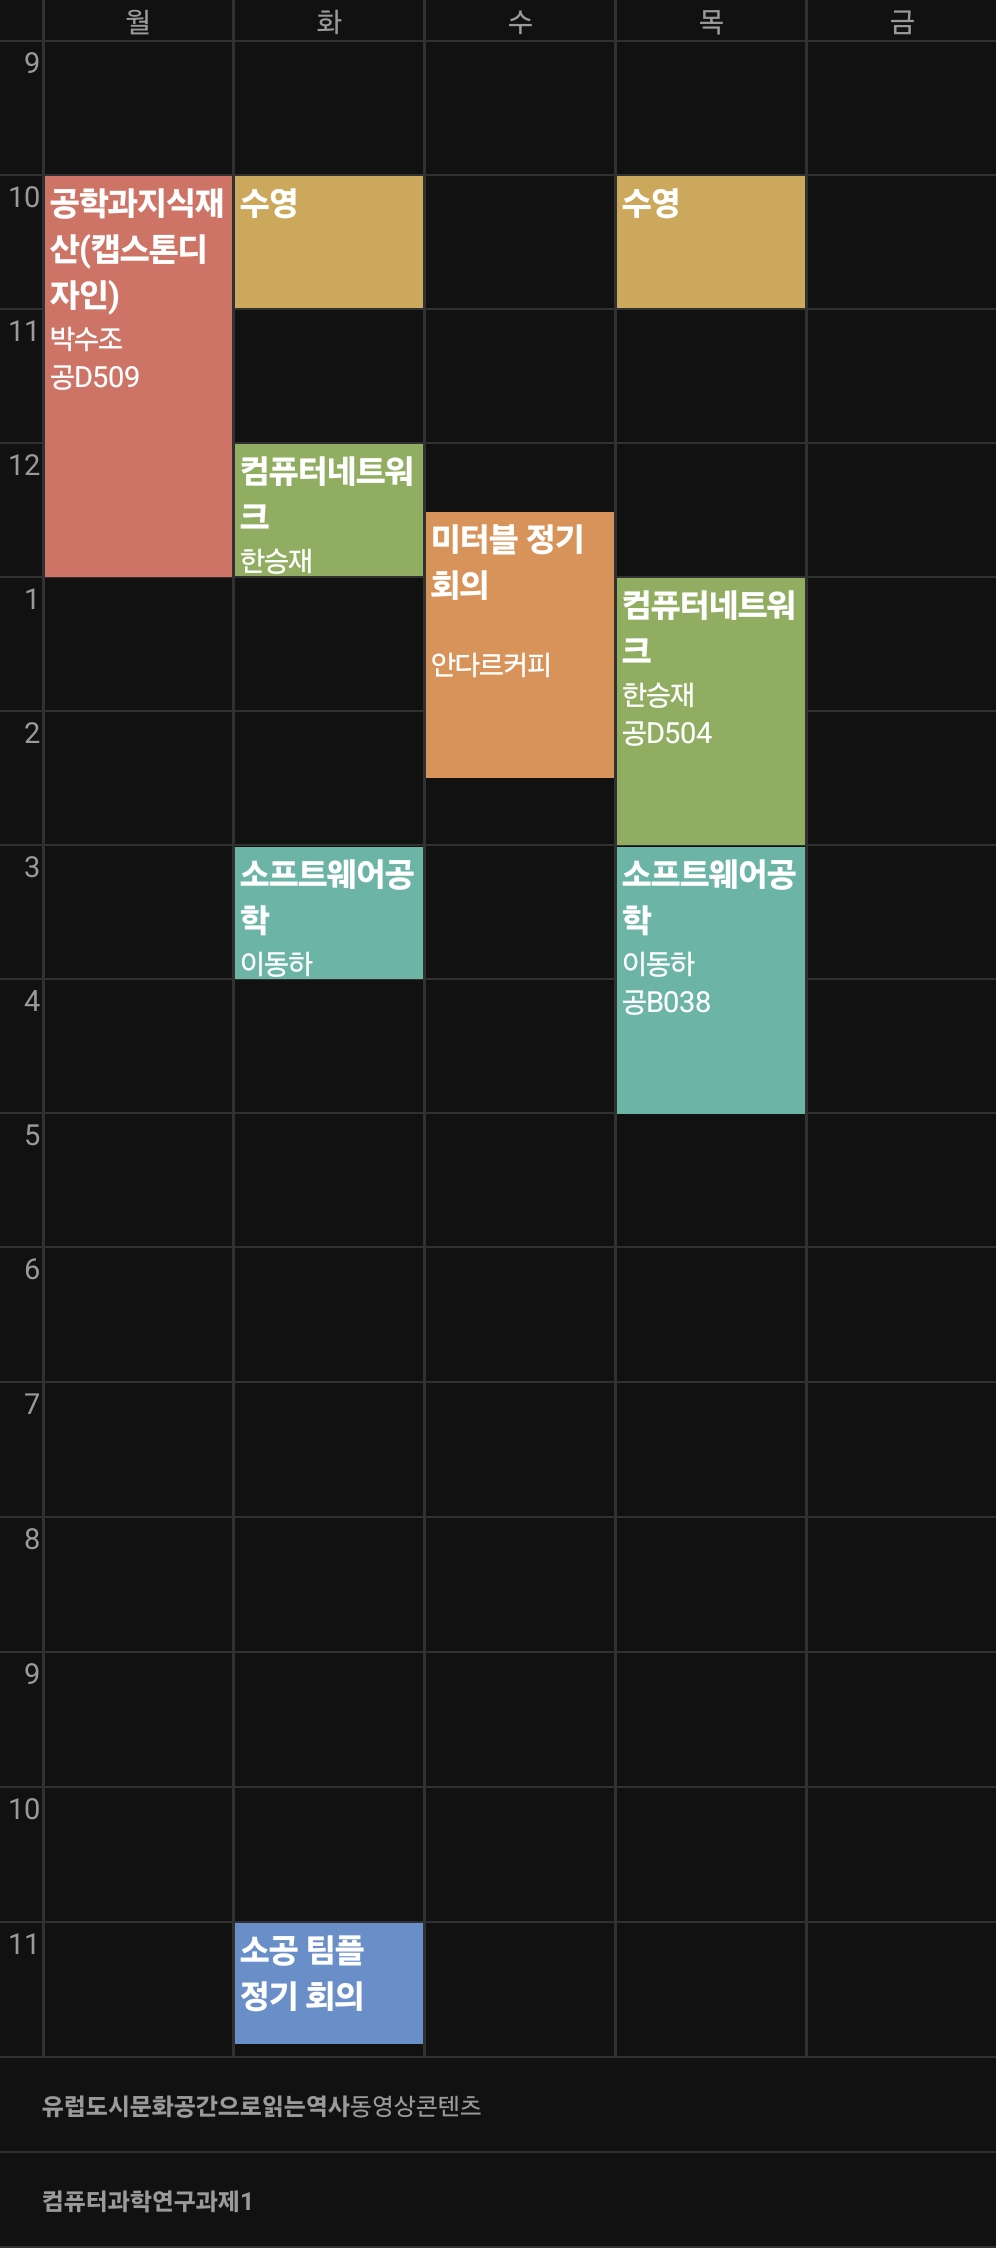 월 화 수 목 금
9
10
11
12
1
2
3
4
5
6
7
8
9
10
11
공학과지식재
산(캡스톤디
자인)
박수조
공D509
수영
컴퓨터네트워
크
한승재
소프트웨어공
학
이동하
소공 팀플
정기 회의
미터블 정기
회의
안다르커피
수영
컴퓨터네트워
크
한승재
공D504
소프트웨어공
학
이동하
공B038
유럽도시문화공간으로읽는역사동영상콘텐츠
컴퓨터과학연구과제1